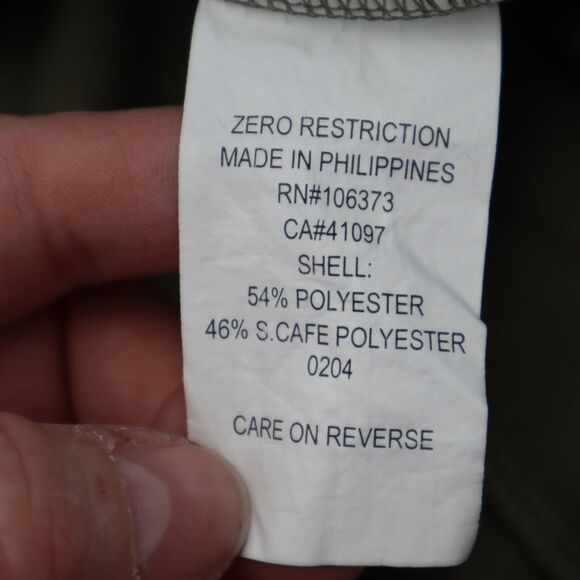 ZERO RESTRICTION
MADE IN PHILIPPINES
RN#106373
CA#41097
SHELL:
54% POLYESTER
46% S.CAFE POLYESTER
0204
CARE ON REVERSE